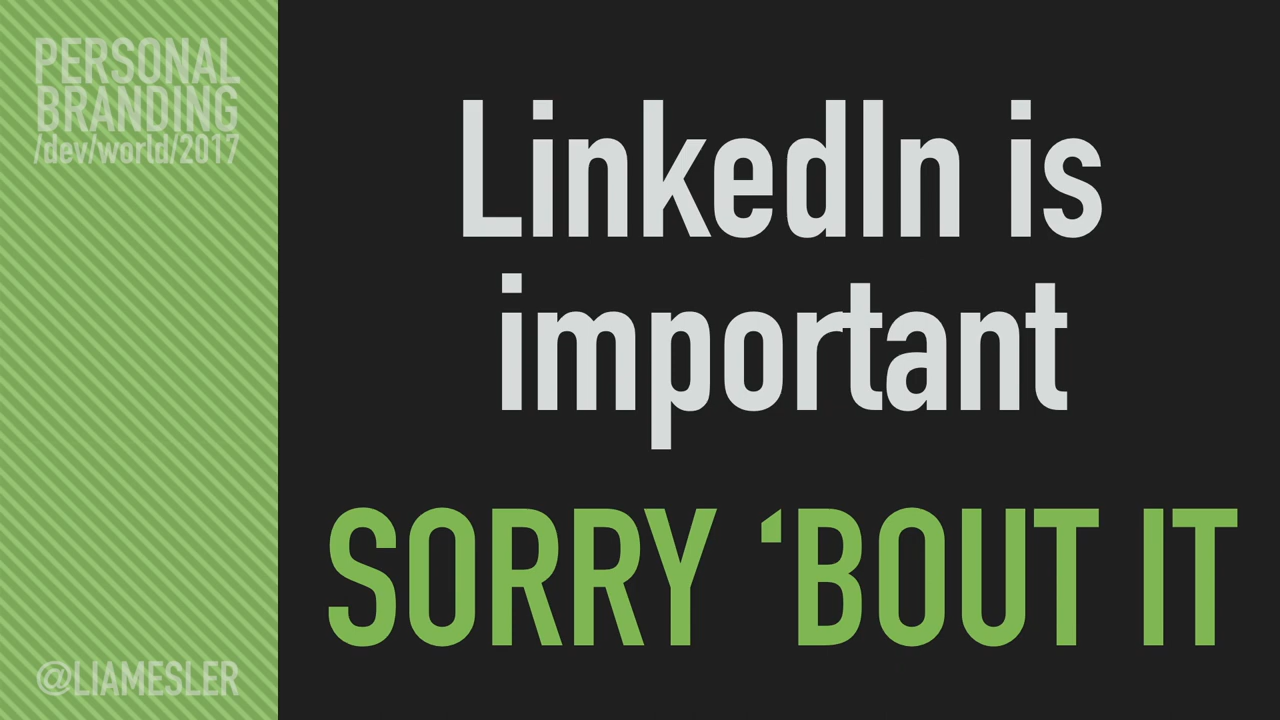 PERSONAL
BRANDING
/dev/world/2017
LinkedIn is
important
SORRY ‘BOUT IT
@LIAMESLER